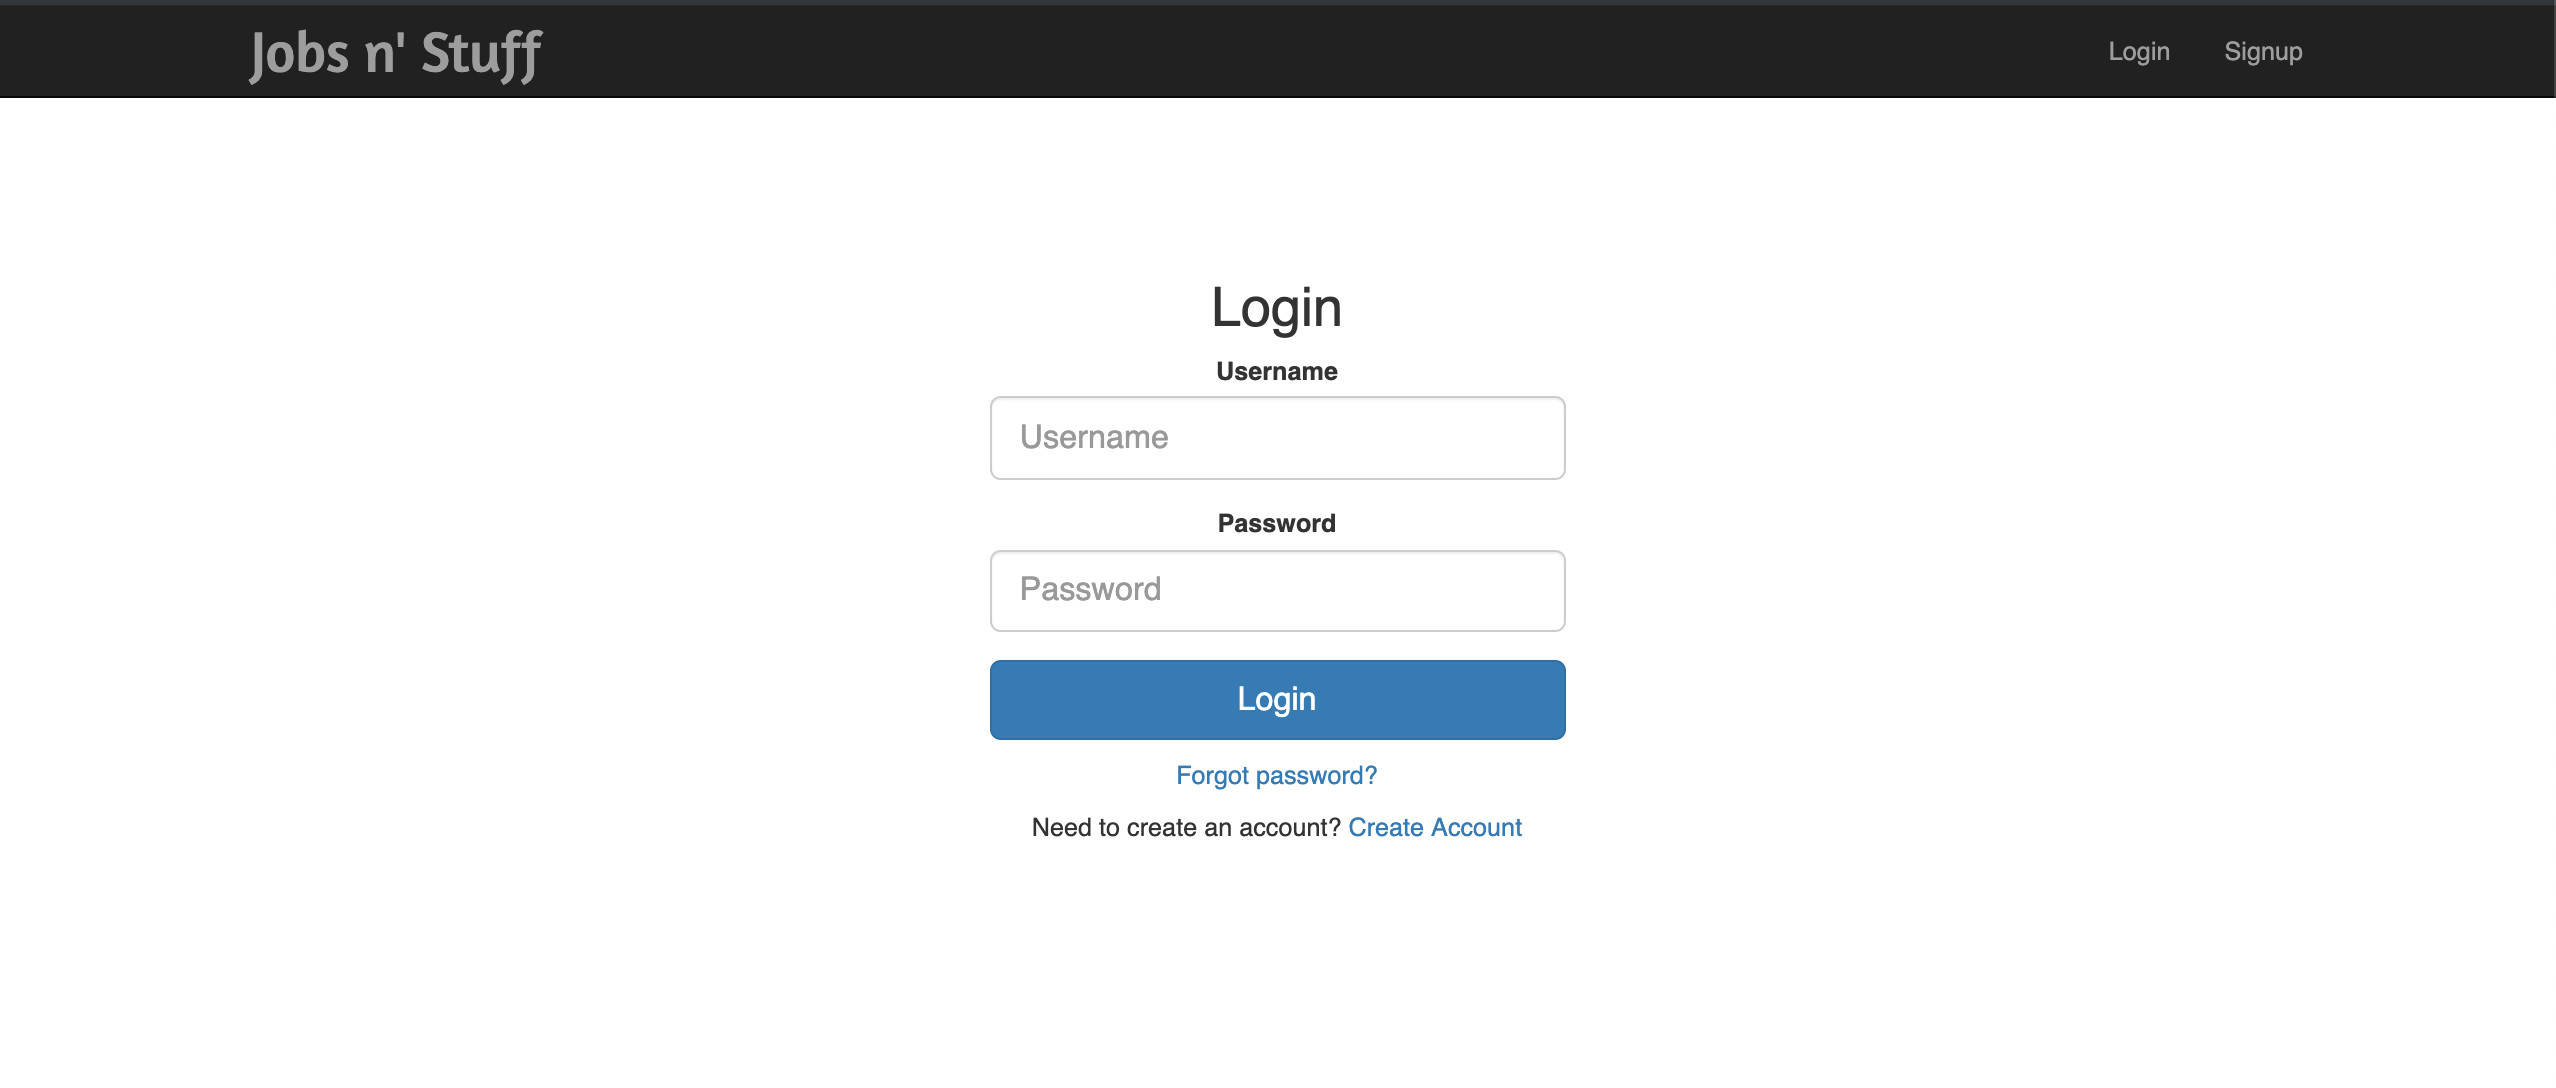 Jobs n' Stuff
Login
Signup
Login
Username
Username
Password
Password
Login
Forgot password?
Need to create an account? Create Account